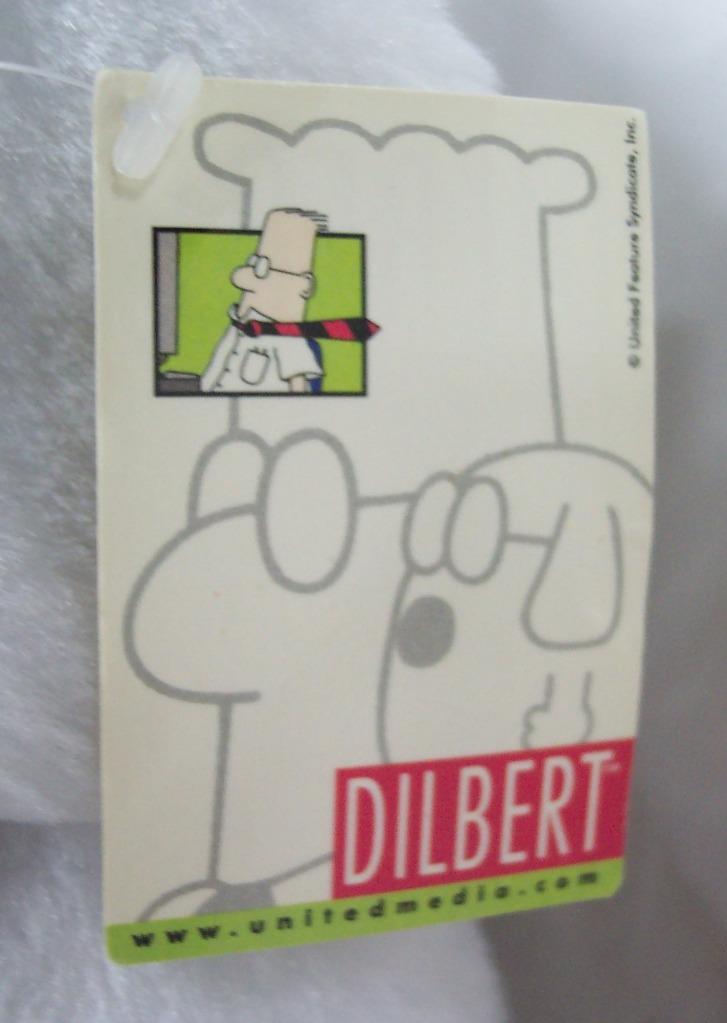 © United Feature Syndicate, Inc.
DILBERT™
www.unitedmedia.com